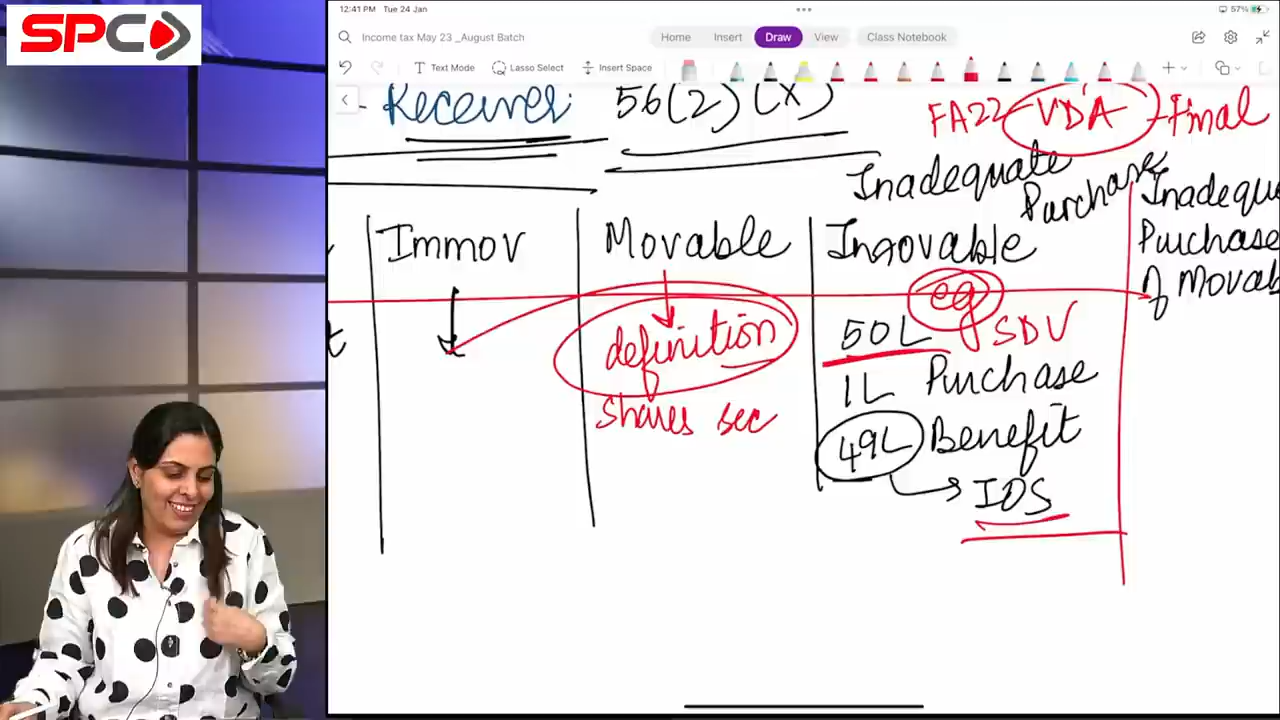 SPC
12:41 PM Tue 24 Jan
57%
Income tax May 23 _August Batch
Home Insert Draw View Class Notebook
Text Mode Lasso Select Insert Space
Receiver 56(2)(x)
FA22 VDA Final
Inadequate Purchase
Inadequ
Purchase
of Movab
Immov Movable Immovable
eg
definition
50L SDV
shares sec
1L Purchase
49L Benefit
IOS